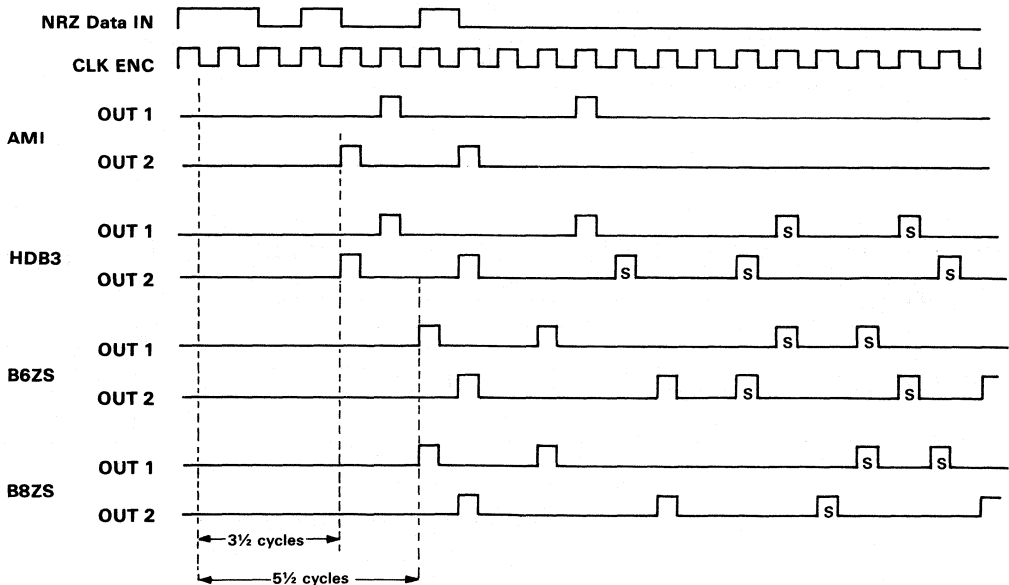 NRZ Data IN
CLK ENC
AMI
OUT 1
OUT 2
HDB3
OUT 1
S S
OUT 2
S S S
B6ZS
OUT 1
S S
OUT 2
S S
B8ZS
OUT 1
S S
OUT 2
S
3½ cycles
5½ cycles